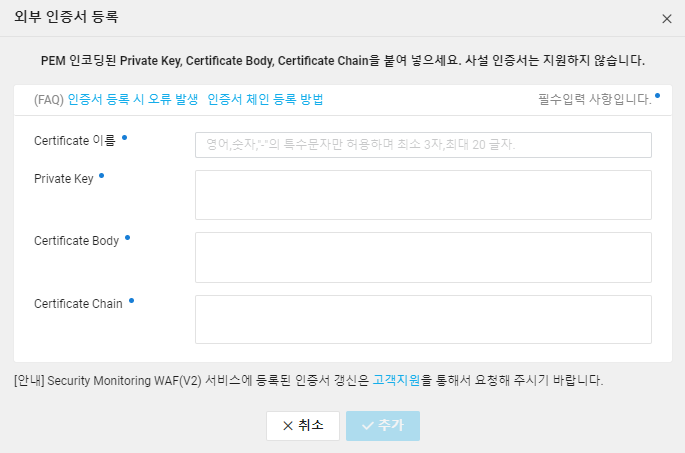 외부 인증서 등록
PEM 인코딩된 Private Key, Certificate Body, Certificate Chain을 붙여 넣으세요. 사설 인증서는 지원하지 않습니다.
(FAQ) 인증서 등록 시 오류 발생 인증서 체인 등록 방법 필수입력 사항입니다.
Certificate 이름 영어,숫자,"-"의 특수문자만 허용하며 최소 3자,최대 20 글자.
Private Key
Certificate Body
Certificate Chain
[안내] Security Monitoring WAF(V2) 서비스에 등록된 인증서 갱신은 고객지원을 통해서 요청해 주시기 바랍니다.
취소 추가